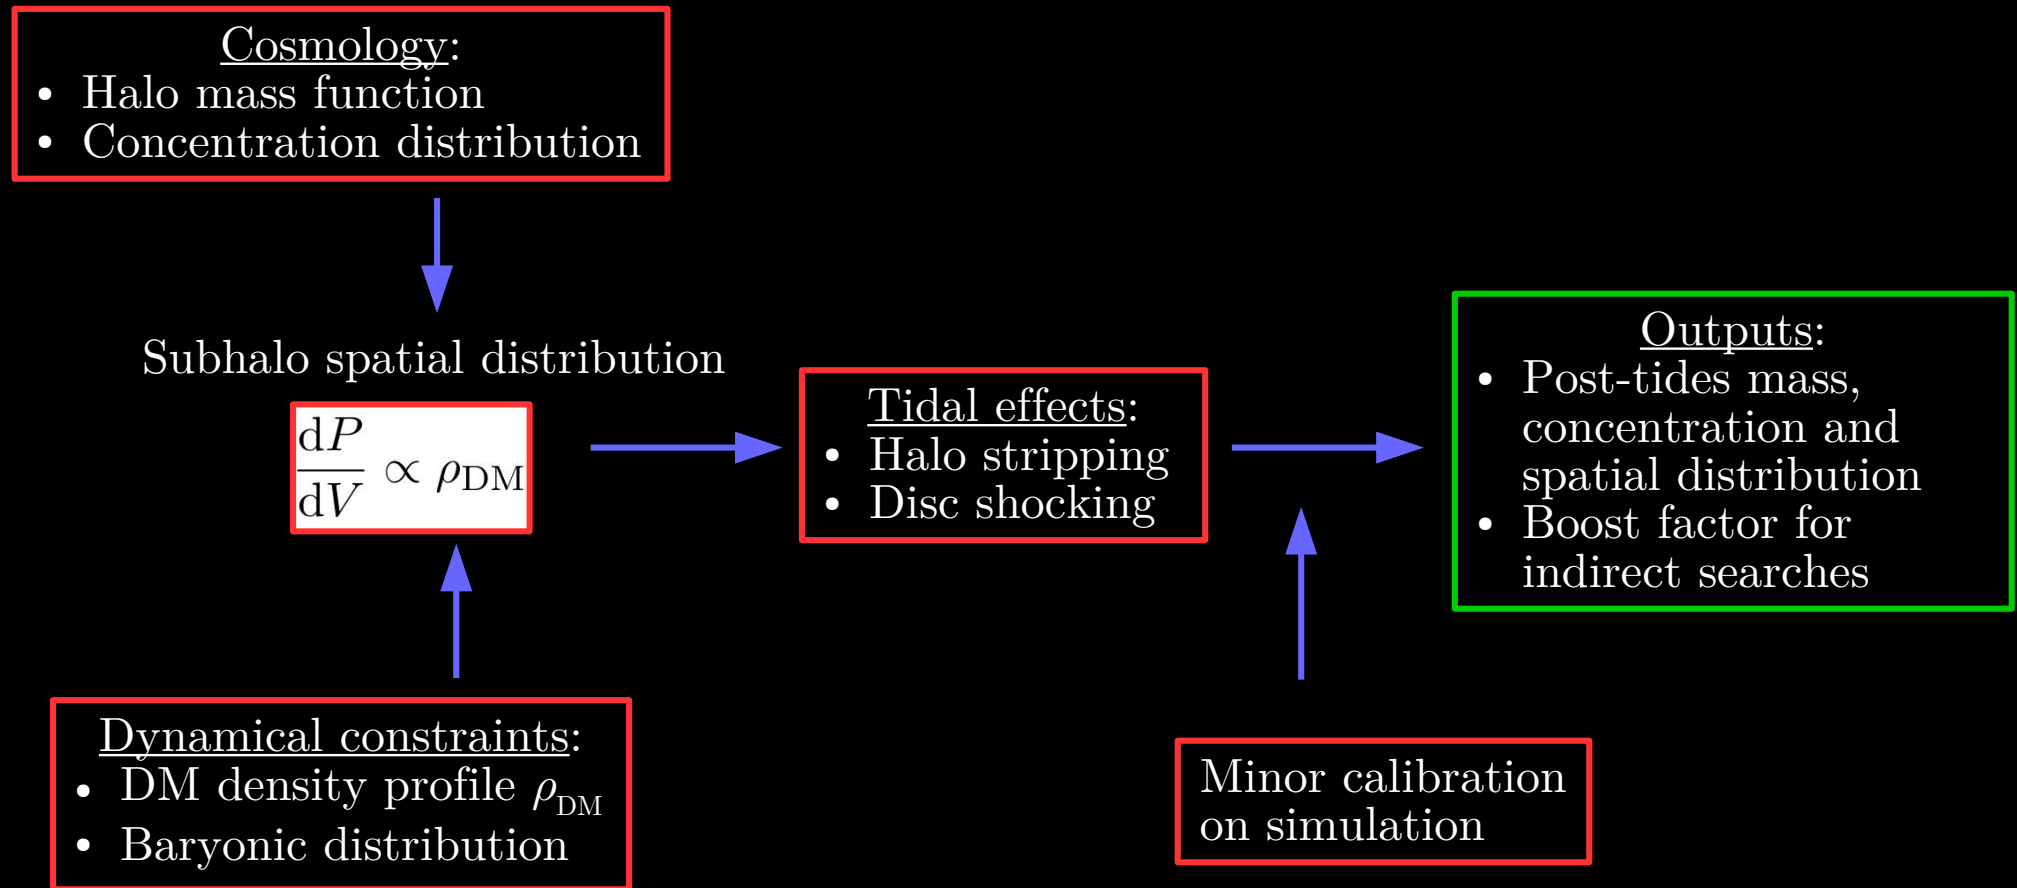 Cosmology:
• Halo mass function
• Concentration distribution
Subhalo spatial distribution
dP/dV ∝ ρDM
Dynamical constraints:
• DM density profile ρDM
• Baryonic distribution
Tidal effects:
• Halo stripping
• Disc shocking
Minor calibration
on simulation
Outputs:
• Post-tides mass,
concentration and
spatial distribution
• Boost factor for
indirect searches